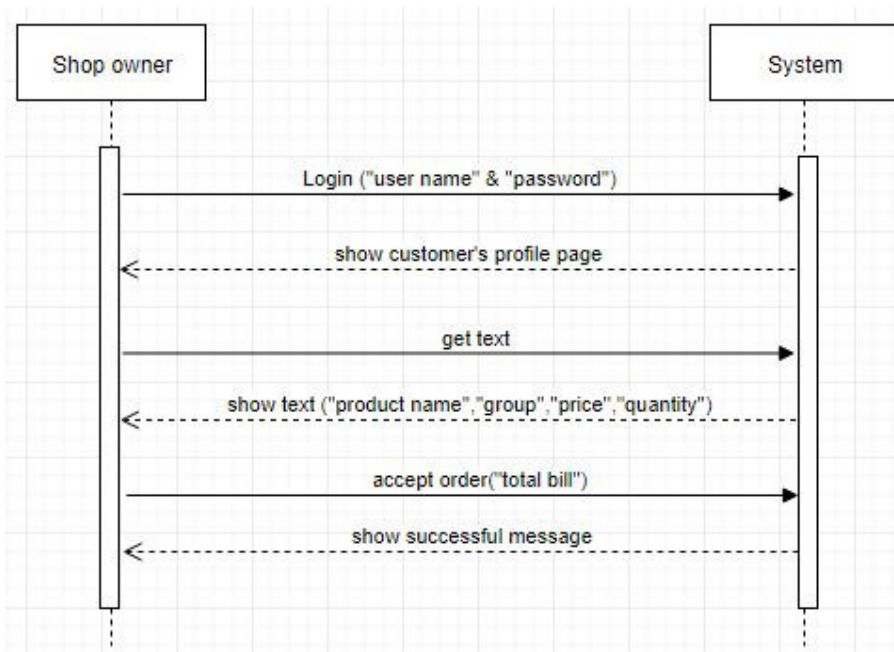 Shop owner
System
Login ("user name" & "password")
show customer's profile page
get text
show text ("product name","group","price","quantity")
accept order("total bill")
show successful message